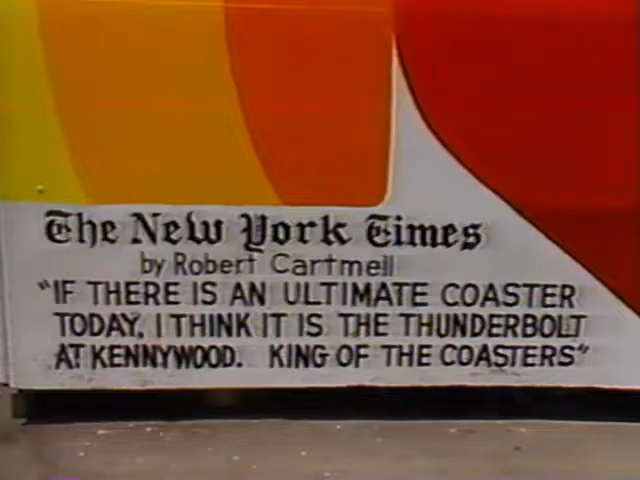 The New York Times
by Robert Cartmell
"IF THERE IS AN ULTIMATE COASTER
TODAY, I THINK IT IS THE THUNDERBOLT
AT KENNYWOOD. KING OF THE COASTERS"